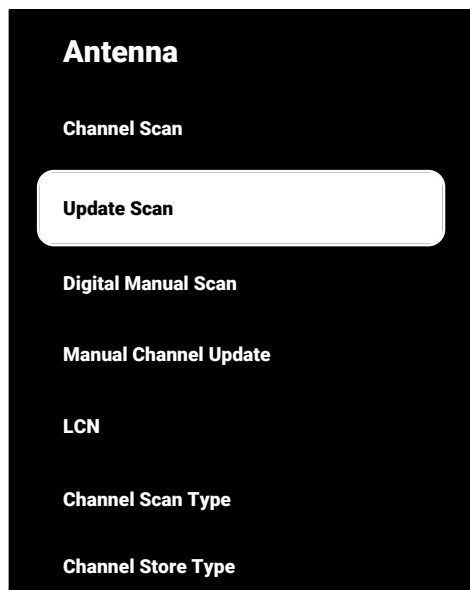 Antenna
Channel Scan
Update Scan
Digital Manual Scan
Manual Channel Update
LCN
Channel Scan Type
Channel Store Type